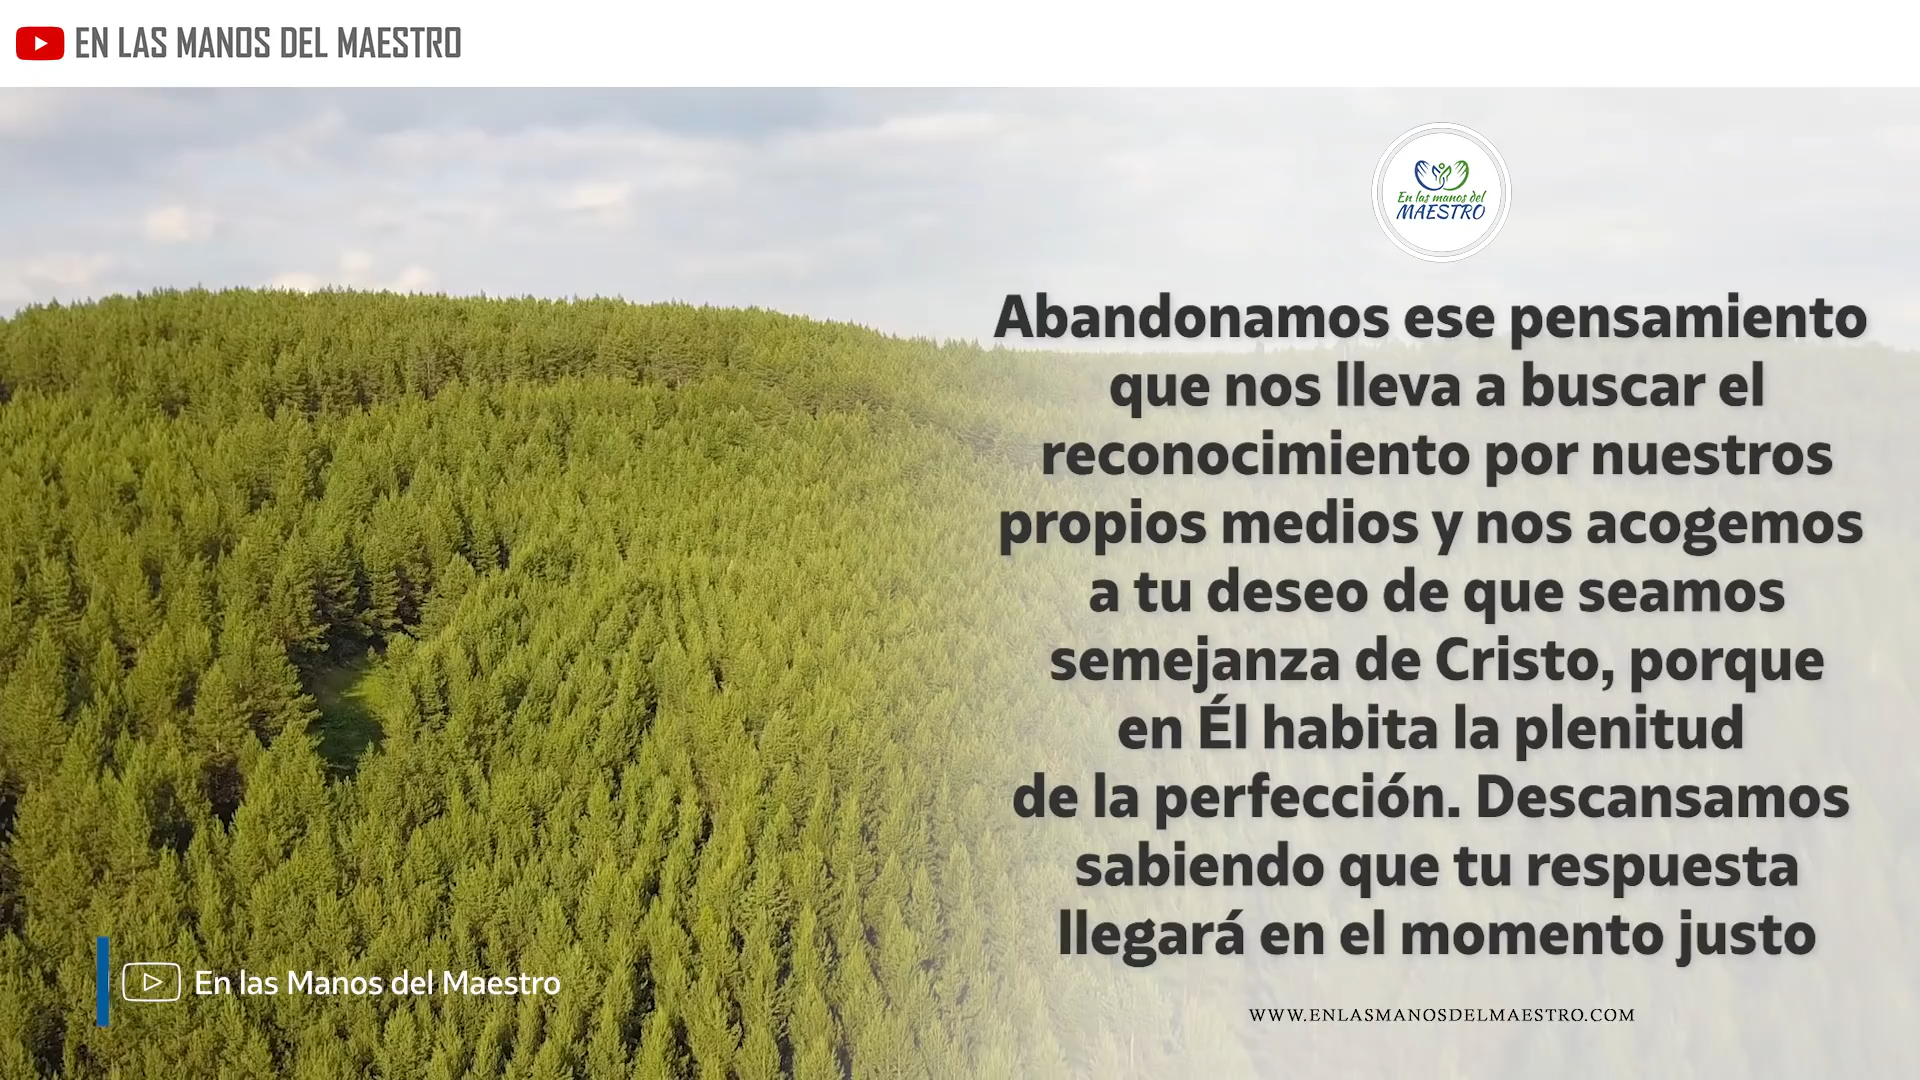 EN LAS MANOS DEL MAESTRO
En las manos del
MAESTRO
Abandonamos ese pensamiento
que nos lleva a buscar el
reconocimiento por nuestros
propios medios y nos acogemos
a tu deseo de que seamos
semejanza de Cristo, porque
en Él habita la plenitud
de la perfección. Descansamos
sabiendo que tu respuesta
llegará en el momento justo
En las Manos del Maestro
WWW.ENLASMANOSDELMAESTRO.COM